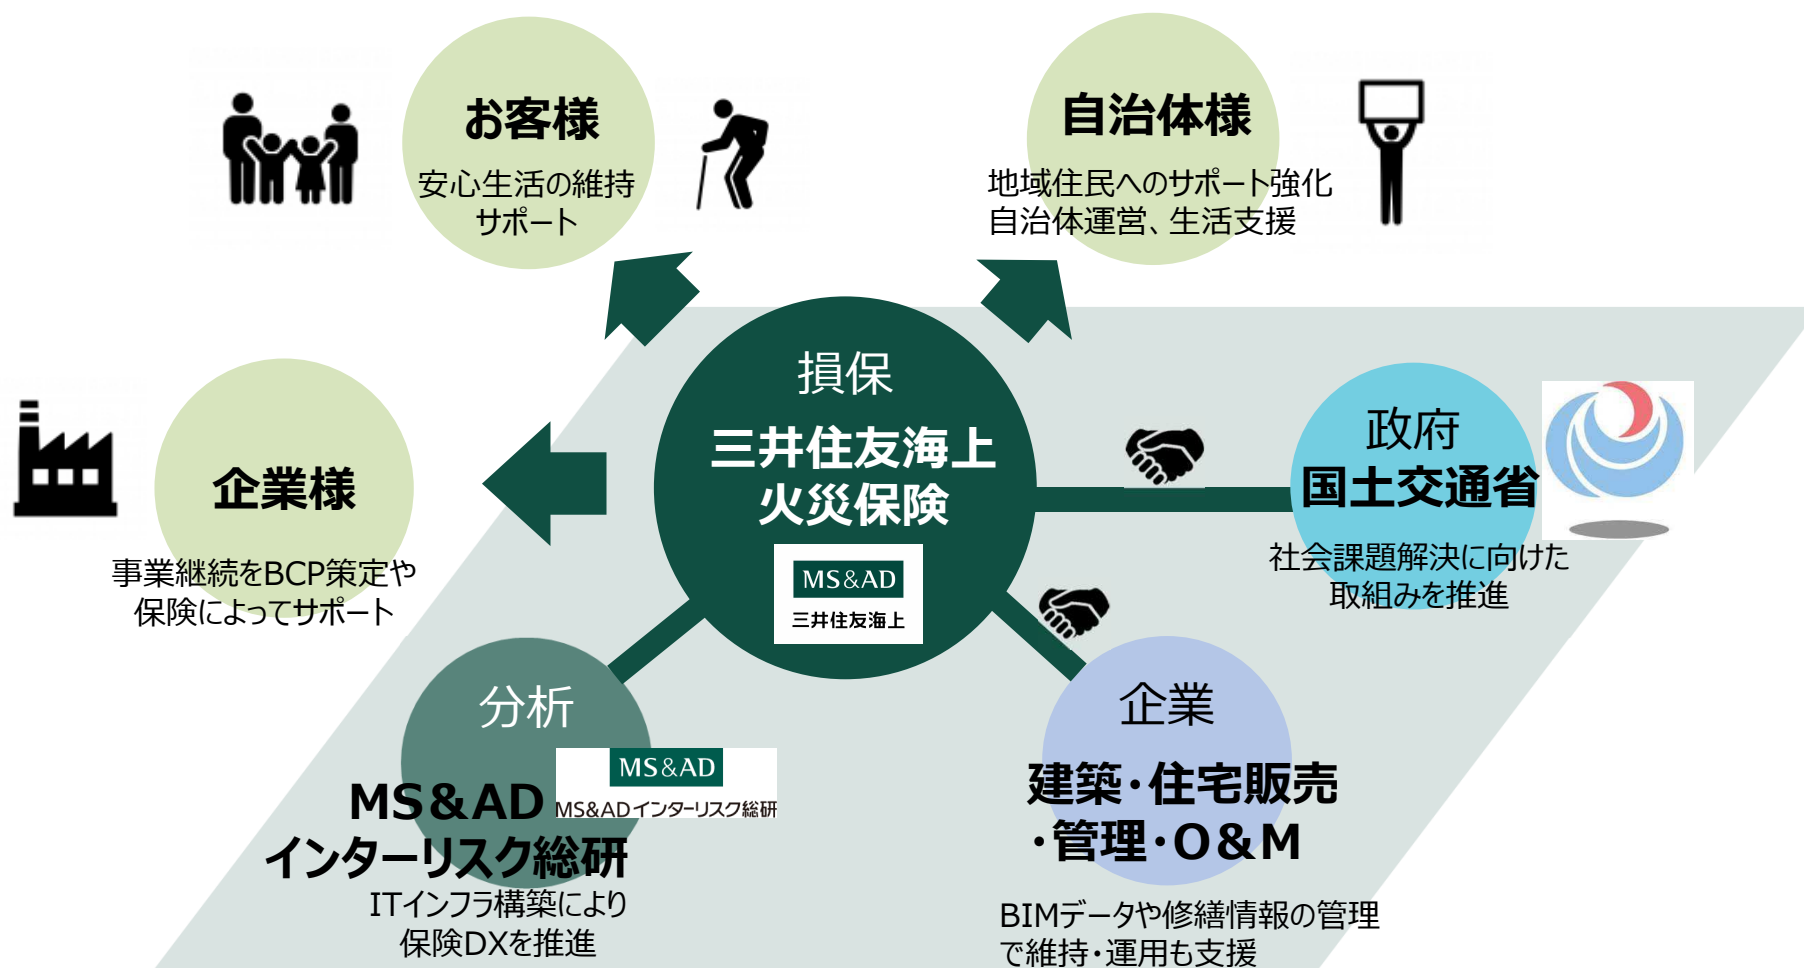 お客様
安心生活の維持
サポート
自治体様
地域住民へのサポート強化
自治体運営、生活支援
損保
三井住友海上
火災保険
MS&AD
三井住友海上
企業様
事業継続をBCP策定や
保険によってサポート
政府
国土交通省
社会課題解決に向けた
取組みを推進
分析
MS&AD
インターリスク総研
MS&AD
MS&ADインターリスク総研
ITインフラ構築により
保険DXを推進
企業
建築・住宅販売
・管理・O&M
BIMデータや修繕情報の管理
で維持・運用も支援